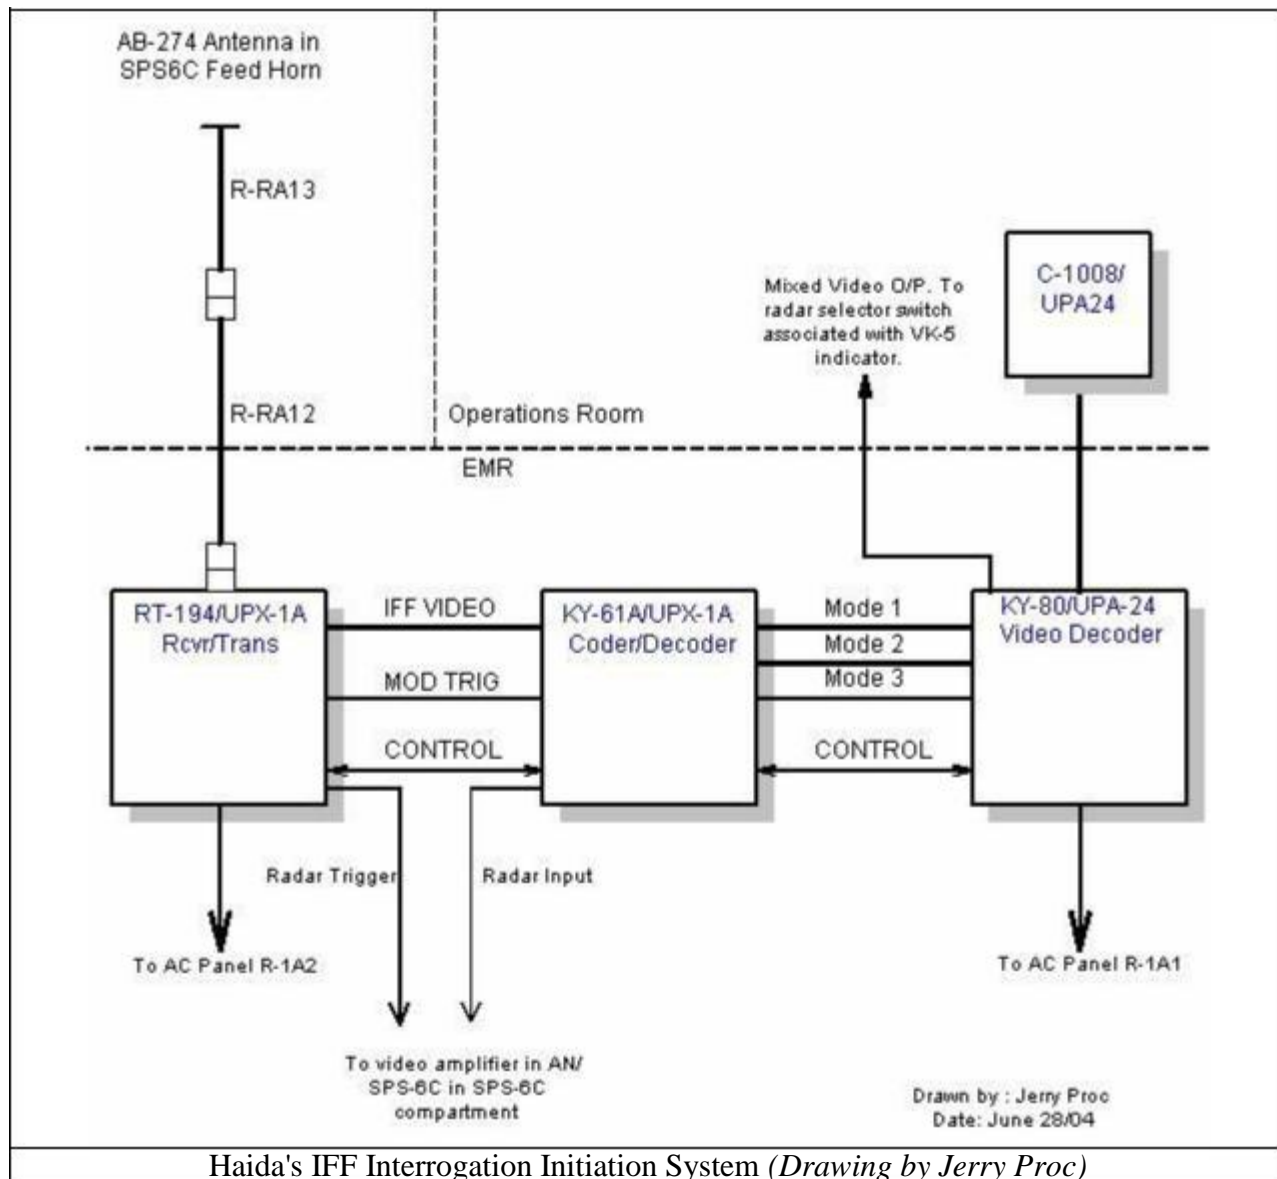 AB-274 Antenna in
SPS6C Feed Horn
R-RA13
R-RA12
Operations Room
EMR
Mixed Video O/P. To
radar selector switch
associated with VK-5
indicator.
C-1008/
UPA24
RT-194/UPX-1A
Rcvr/Trans
IFF VIDEO
MOD TRIG
CONTROL
KY-61A/UPX-1A
Coder/Decoder
Mode 1
Mode 2
Mode 3
CONTROL
KY-80/UPA-24
Video Decoder
Radar Trigger
Radar Input
To AC Panel R-1A2
To AC Panel R-1A1
To video amplifier in AN/
SPS-6C in SPS-6C
compartment
Drawn by : Jerry Proc
Date: June 28/04
Haida's IFF Interrogation Initiation System (Drawing by Jerry Proc)